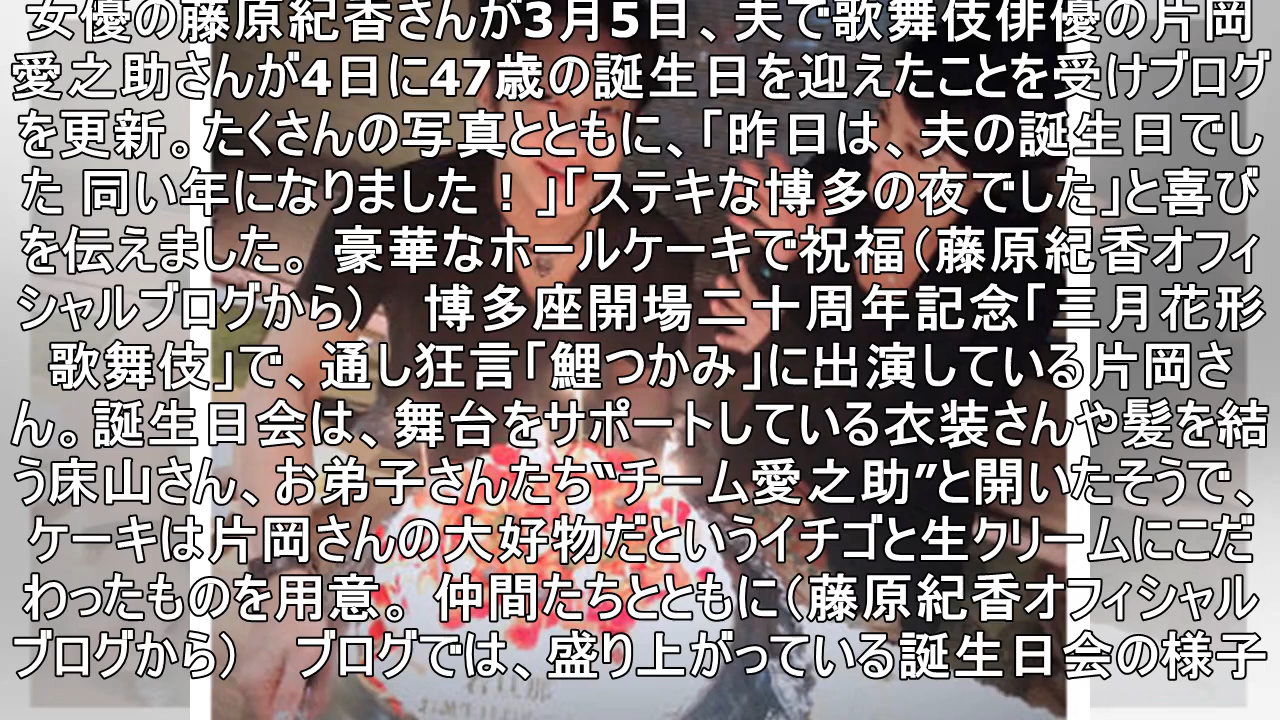 女優の藤原紀香さんが3月5日、夫で歌舞伎俳優の片岡
愛之助さんが4日に47歳の誕生日を迎えたことを受けブログ
を更新。たくさんの写真とともに、「昨日は、夫の誕生日でし
た 同い年になりました！」「ステキな博多の夜でした」と喜び
を伝えました。 豪華なホールケーキで祝福（藤原紀香オフィ
シャルブログから）　博多座開場二十周年記念「三月花形
歌舞伎」で、通し狂言「鯉つかみ」に出演している片岡さ
ん。誕生日会は、舞台をサポートしている衣装さんや髪を結
う床山さん、お弟子さんたち“チーム愛之助”と開いたそうで、
ケーキは片岡さんの大好物だというイチゴと生クリームにこだ
わったものを用意。 仲間たちとともに（藤原紀香オフィシャル
ブログから）　ブログでは、盛り上がっている誕生日会の様子